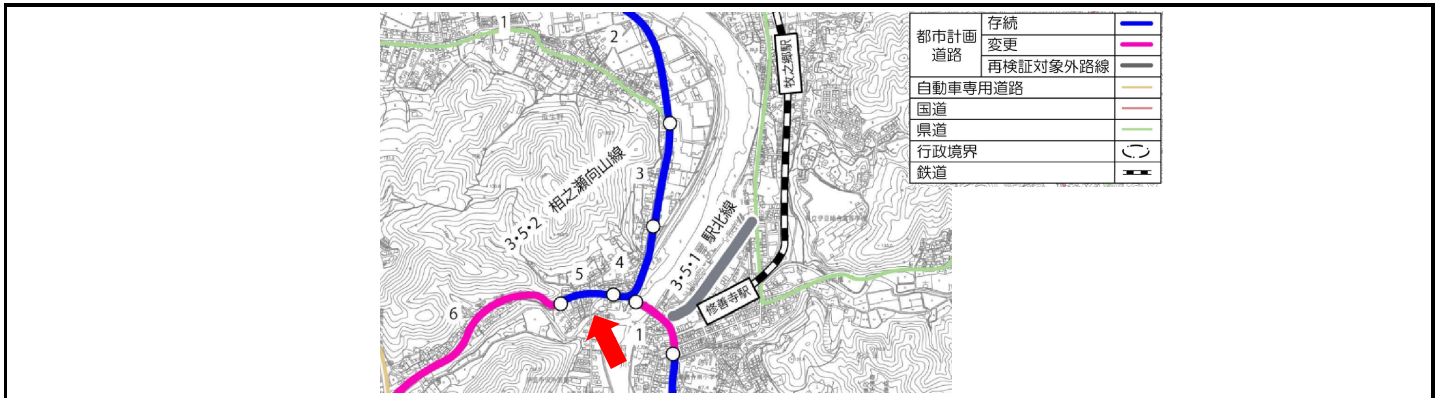 1
2
牧之郷駅
3・5・2 相之瀬向山線
3
3・5・1 駅北線
4
5
修善寺駅
6
1
都市計画
道路
存続
変更
再検証対象外路線
自動車専用道路
国道
県道
行政境界
鉄道